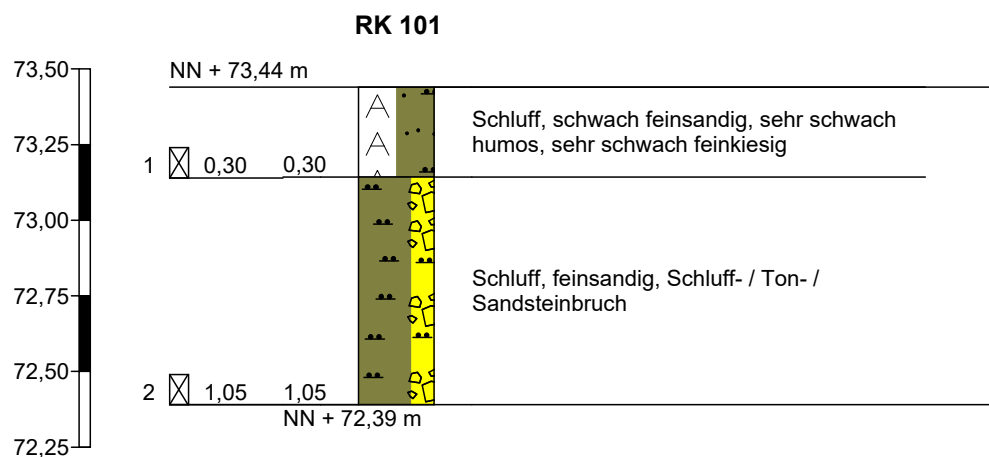 RK 101
73,50
NN + 73,44 m
A
Schluff, schwach feinsandig, sehr schwach
humos, sehr schwach feinkiesig
73,25
A
1 0,30 0,30
73,00
72,75
Schluff, feinsandig, Schluff- / Ton- /
Sandsteinbruch
72,50
2 1,05 1,05
NN + 72,39 m
72,25